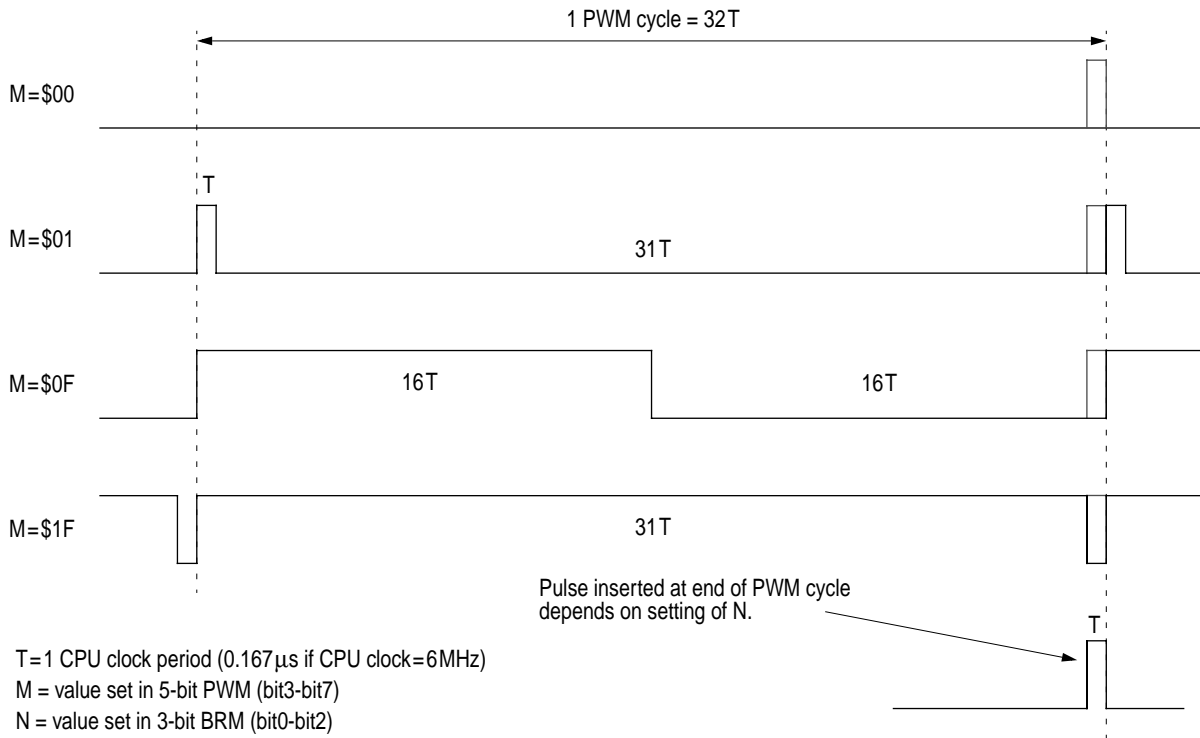 1 PWM cycle = 32T
M=$00
T
M=$01
31T
M=$0F
16T
16T
M=$1F
31T
Pulse inserted at end of PWM cycle
depends on setting of N.
T
T=1 CPU clock period (0.167µs if CPU clock=6MHz)
M = value set in 5-bit PWM (bit3-bit7)
N = value set in 3-bit BRM (bit0-bit2)